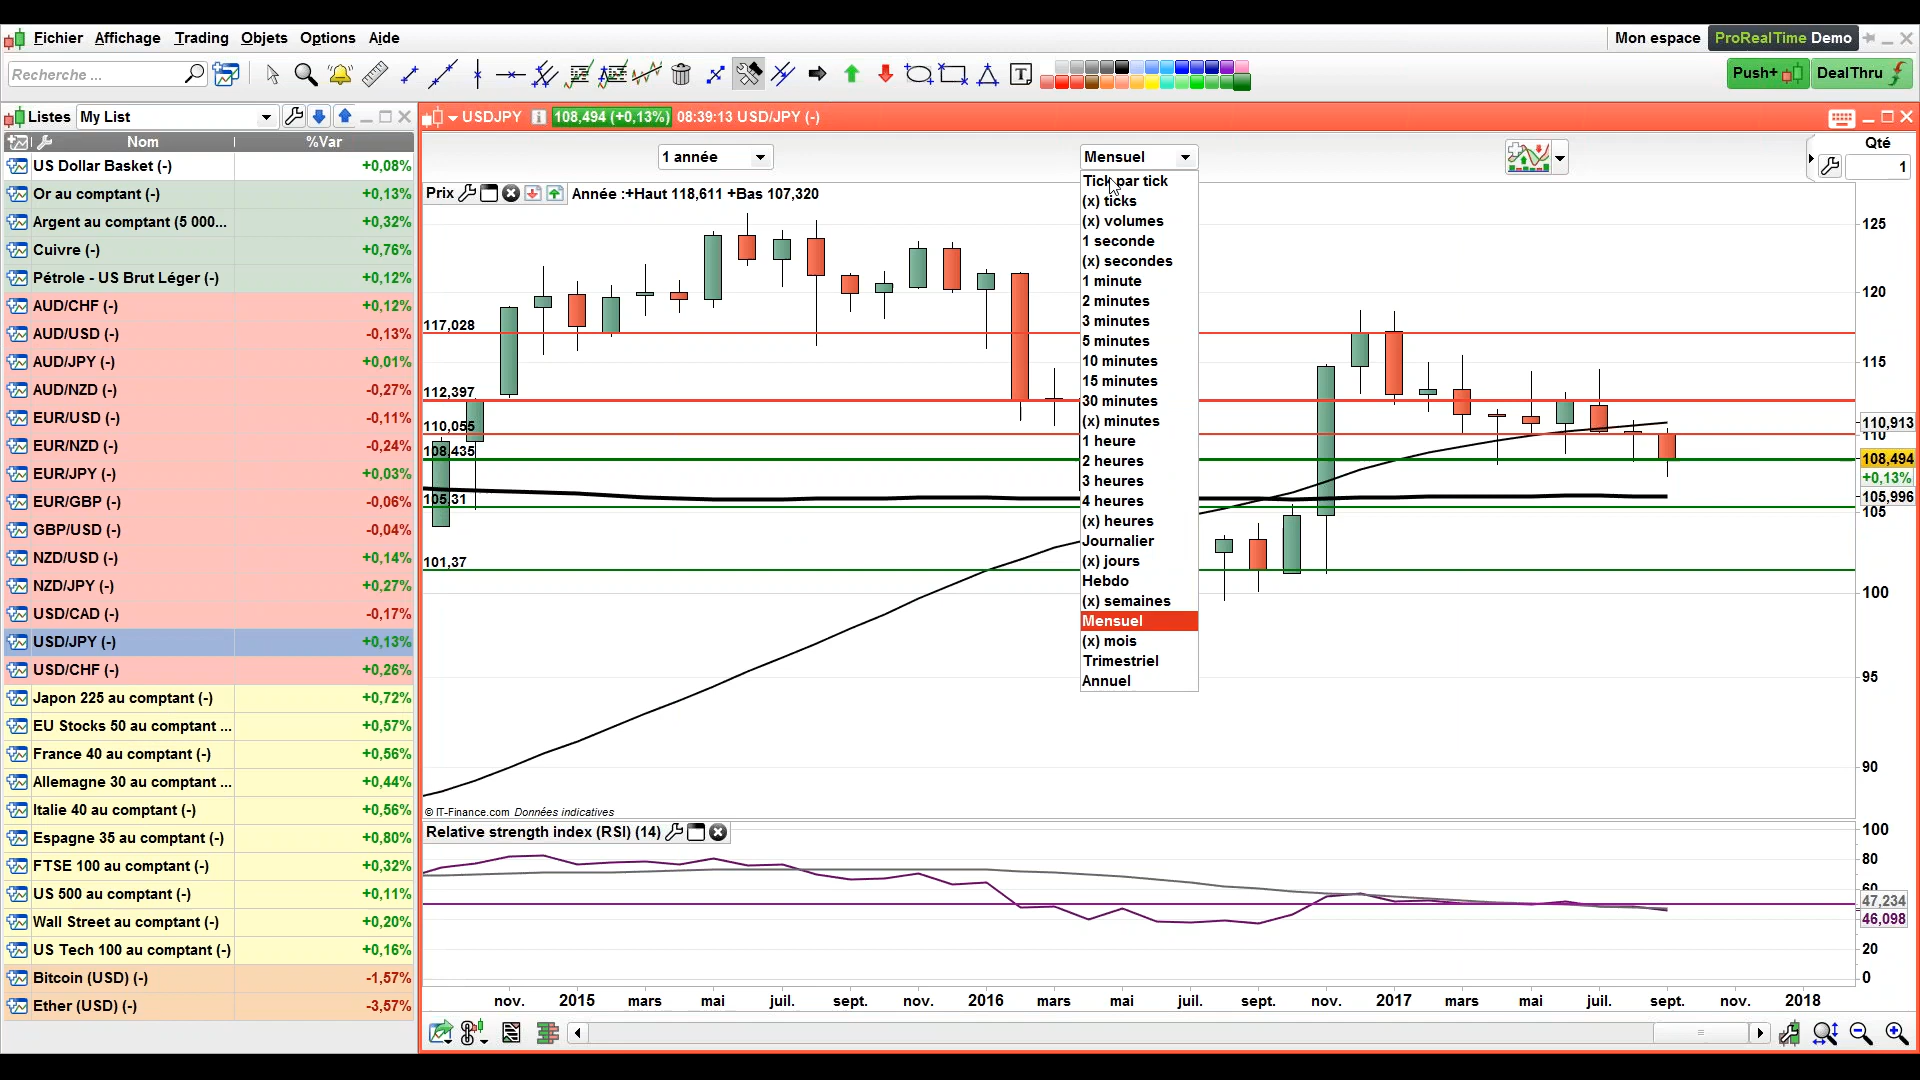 Fichier Affichage Trading Objets Options Aide
Mon espace ProRealTime Demo
Recherche ...
Push+ DealThru
Listes My List
USDJPY 108,494 (+0,13%) 08:39:13 USD/JPY (-)
Nom %Var
US Dollar Basket (-) +0,08%
Or au comptant (-) +0,13%
Argent au comptant (5 000... +0,32%
Cuivre (-) +0,76%
Pétrole - US Brut Léger (-) +0,12%
AUD/CHF (-) +0,12%
AUD/USD (-) -0,13%
AUD/JPY (-) +0,01%
AUD/NZD (-) -0,27%
EUR/USD (-) -0,11%
EUR/NZD (-) -0,24%
EUR/JPY (-) +0,03%
EUR/GBP (-) -0,06%
GBP/USD (-) -0,04%
NZD/USD (-) +0,14%
NZD/JPY (-) +0,27%
USD/CAD (-) -0,17%
USD/JPY (-) +0,13%
USD/CHF (-) +0,26%
Japon 225 au comptant (-) +0,72%
EU Stocks 50 au comptant ... +0,57%
France 40 au comptant (-) +0,56%
Allemagne 30 au comptant ... +0,44%
Italie 40 au comptant (-) +0,56%
Espagne 35 au comptant (-) +0,80%
FTSE 100 au comptant (-) +0,32%
US 500 au comptant (-) +0,11%
Wall Street au comptant (-) +0,20%
US Tech 100 au comptant (-) +0,16%
Bitcoin (USD) (-) -1,57%
Ether (USD) (-) -3,57%
1 année
Mensuel
Qté
1
Prix
Année :+Haut 118,611 +Bas 107,320
Tick par tick
(x) ticks
(x) volumes
1 seconde
(x) secondes
1 minute
2 minutes
3 minutes
5 minutes
10 minutes
15 minutes
30 minutes
(x) minutes
1 heure
2 heures
3 heures
4 heures
(x) heures
Journalier
(x) jours
Hebdo
(x) semaines
Mensuel
(x) mois
Trimestriel
Annuel
117,028
112,397
110,055
108,435
105,31
101,37
125
120
115
110,913
110
108,494
+0,13%
105,996
105
100
95
90
© IT-Finance.com Données indicatives
Relative strength index (RSI) (14)
100
80
60
47,234
46,098
20
0
nov. 2015 mars mai juil. sept. nov. 2016 mars mai juil. sept. nov. 2017 mars mai juil. sept. nov. 2018